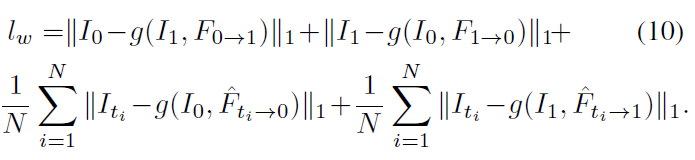 l_w =‖I_0−g(I_1, F_{0→1})‖_1+‖I_1−g(I_0, F_{1→0})‖_1+ (10)
\frac{1}{N} \sum_{i=1}^{N} ‖I_{t_i}−g(I_0, \hat{F}_{t_i→0})‖_1+\frac{1}{N} \sum_{i=1}^{N} ‖I_{t_i}−g(I_1, \hat{F}_{t_i→1})‖_1.